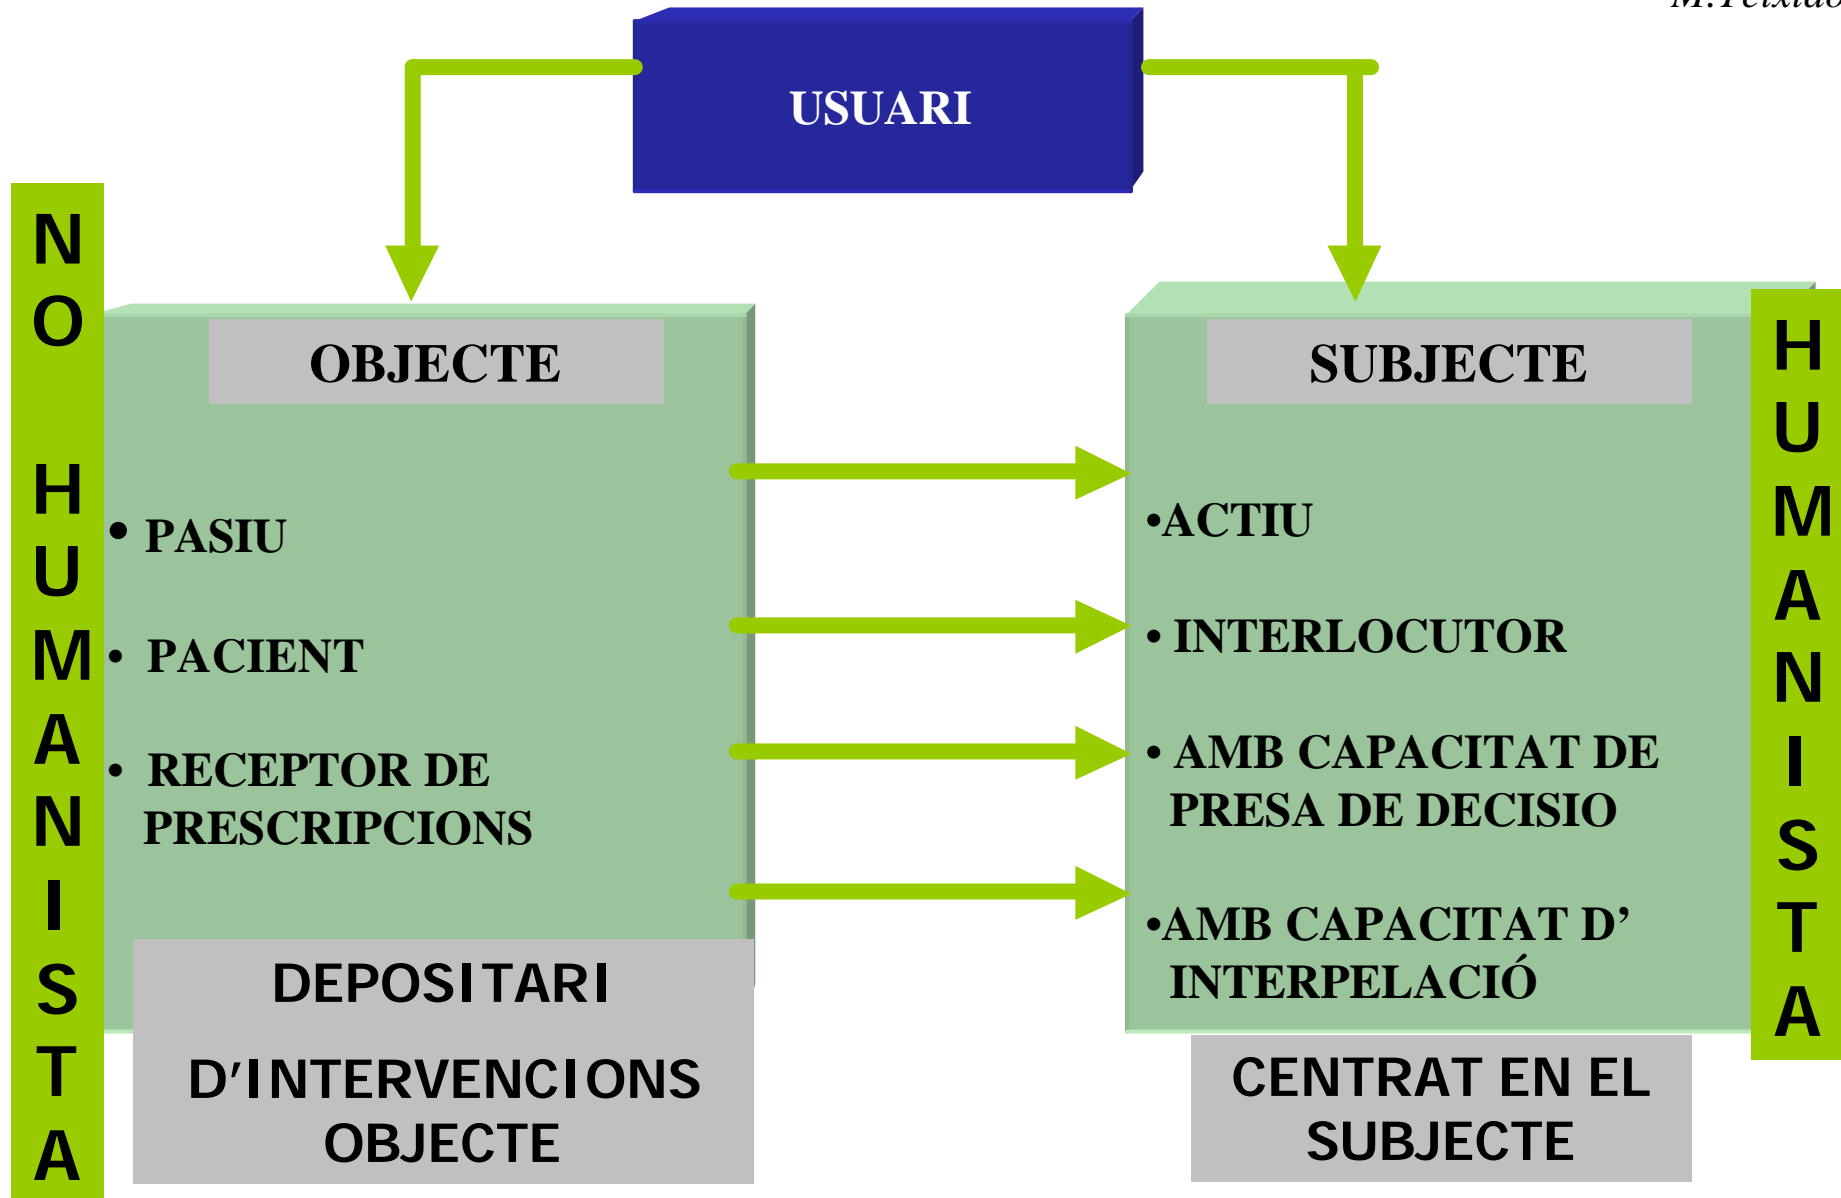 M.Teixidó
USUARI
NO HUMANISTA
OBJECTE
• PASIU
• PACIENT
• RECEPTOR DE
PRESCRIPCIONS
DEPOSITARI
D'INTERVENCIONS
OBJECTE
SUBJECTE
•ACTIU
• INTERLOCUTOR
• AMB CAPACITAT DE
PRESA DE DECISIO
•AMB CAPACITAT D’
INTERPELACIÓ
CENTRAT EN EL
SUBJECTE
HUMANISTA